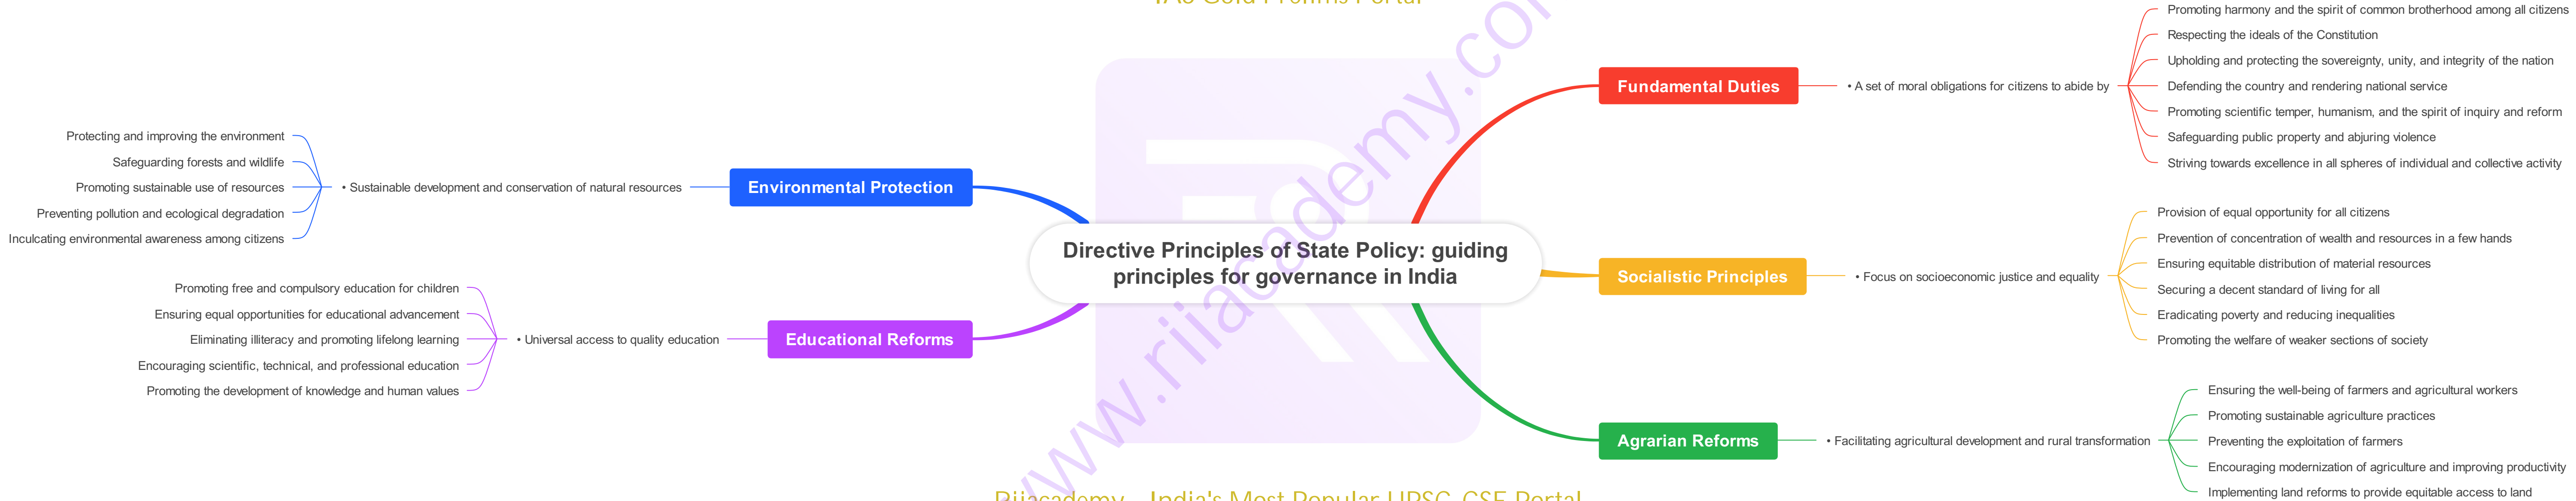 IAS Gold Prelims Portal
Directive Principles of State Policy: guiding
principles for governance in India
Fundamental Duties
• A set of moral obligations for citizens to abide by
Promoting harmony and the spirit of common brotherhood among all citizens
Respecting the ideals of the Constitution
Upholding and protecting the sovereignty, unity, and integrity of the nation
Defending the country and rendering national service
Promoting scientific temper, humanism, and the spirit of inquiry and reform
Safeguarding public property and abjuring violence
Striving towards excellence in all spheres of individual and collective activity
Socialistic Principles
• Focus on socioeconomic justice and equality
Provision of equal opportunity for all citizens
Prevention of concentration of wealth and resources in a few hands
Ensuring equitable distribution of material resources
Securing a decent standard of living for all
Eradicating poverty and reducing inequalities
Promoting the welfare of weaker sections of society
Agrarian Reforms
• Facilitating agricultural development and rural transformation
Ensuring the well-being of farmers and agricultural workers
Promoting sustainable agriculture practices
Preventing the exploitation of farmers
Encouraging modernization of agriculture and improving productivity
Implementing land reforms to provide equitable access to land
Environmental Protection
• Sustainable development and conservation of natural resources
Protecting and improving the environment
Safeguarding forests and wildlife
Promoting sustainable use of resources
Preventing pollution and ecological degradation
Inculcating environmental awareness among citizens
Educational Reforms
• Universal access to quality education
Promoting free and compulsory education for children
Ensuring equal opportunities for educational advancement
Eliminating illiteracy and promoting lifelong learning
Encouraging scientific, technical, and professional education
Promoting the development of knowledge and human values
www.rijacademy.com
Rijacademy - India's Most Popular UPSC-CSE Portal